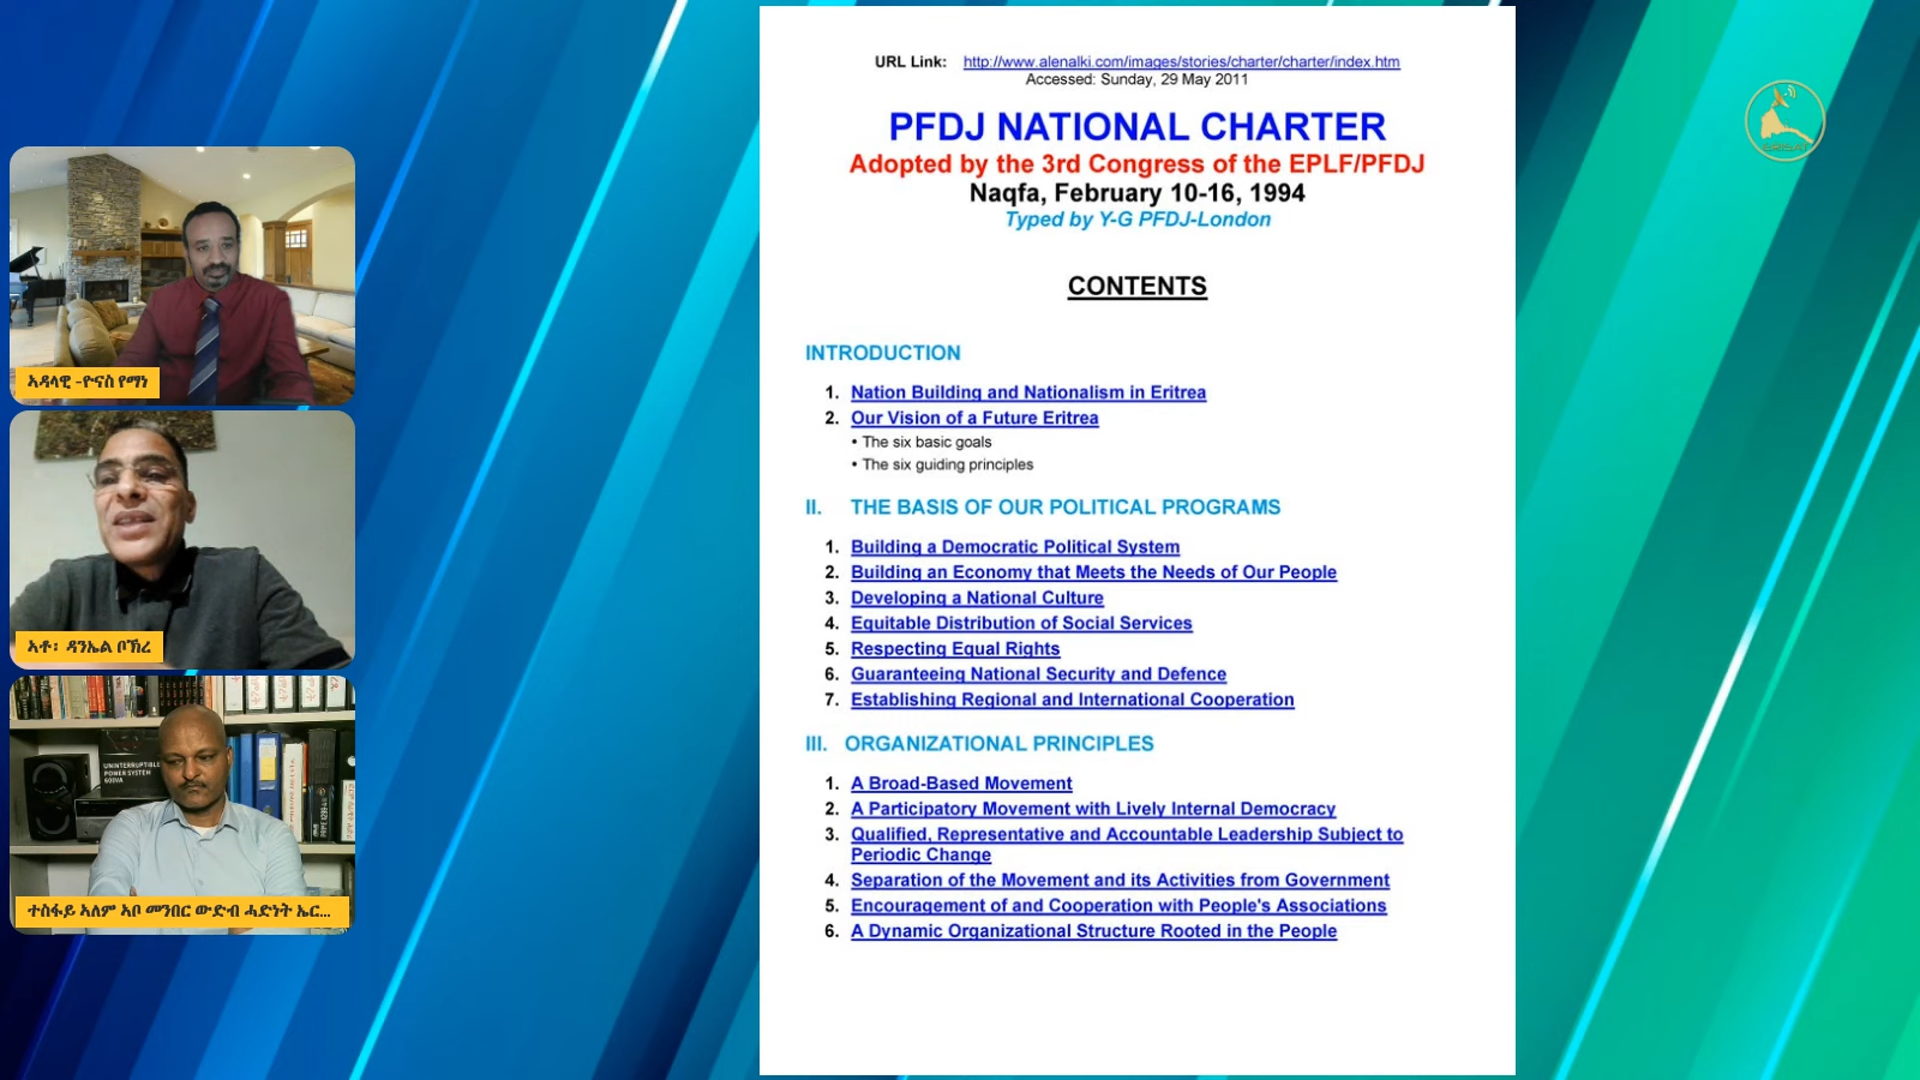 URL Link: http://www.alenalki.com/images/stories/charter/charter/index.htm
Accessed: Sunday, 29 May 2011
PFDJ NATIONAL CHARTER
Adopted by the 3rd Congress of the EPLF/PFDJ
Naqfa, February 10-16, 1994
Typed by Y-G PFDJ-London
CONTENTS
INTRODUCTION
1. Nation Building and Nationalism in Eritrea
2. Our Vision of a Future Eritrea
• The six basic goals
• The six guiding principles
II. THE BASIS OF OUR POLITICAL PROGRAMS
1. Building a Democratic Political System
2. Building an Economy that Meets the Needs of Our People
3. Developing a National Culture
4. Equitable Distribution of Social Services
5. Respecting Equal Rights
6. Guaranteeing National Security and Defence
7. Establishing Regional and International Cooperation
III. ORGANIZATIONAL PRINCIPLES
1. A Broad-Based Movement
2. A Participatory Movement with Lively Internal Democracy
3. Qualified, Representative and Accountable Leadership Subject to
Periodic Change
4. Separation of the Movement and its Activities from Government
5. Encouragement of and Cooperation with People's Associations
6. A Dynamic Organizational Structure Rooted in the People
ኣዳላዊ -ዮናስ የማነ
ኣቶ፡ ዳንኤል ቦኽረ
UNINTERRUPTIBLE
POWER SYSTEM
600VA
ተስፋይ ኣለም ኣቦ መንበር ውድብ ሓድነት ኤር...
ERISAT